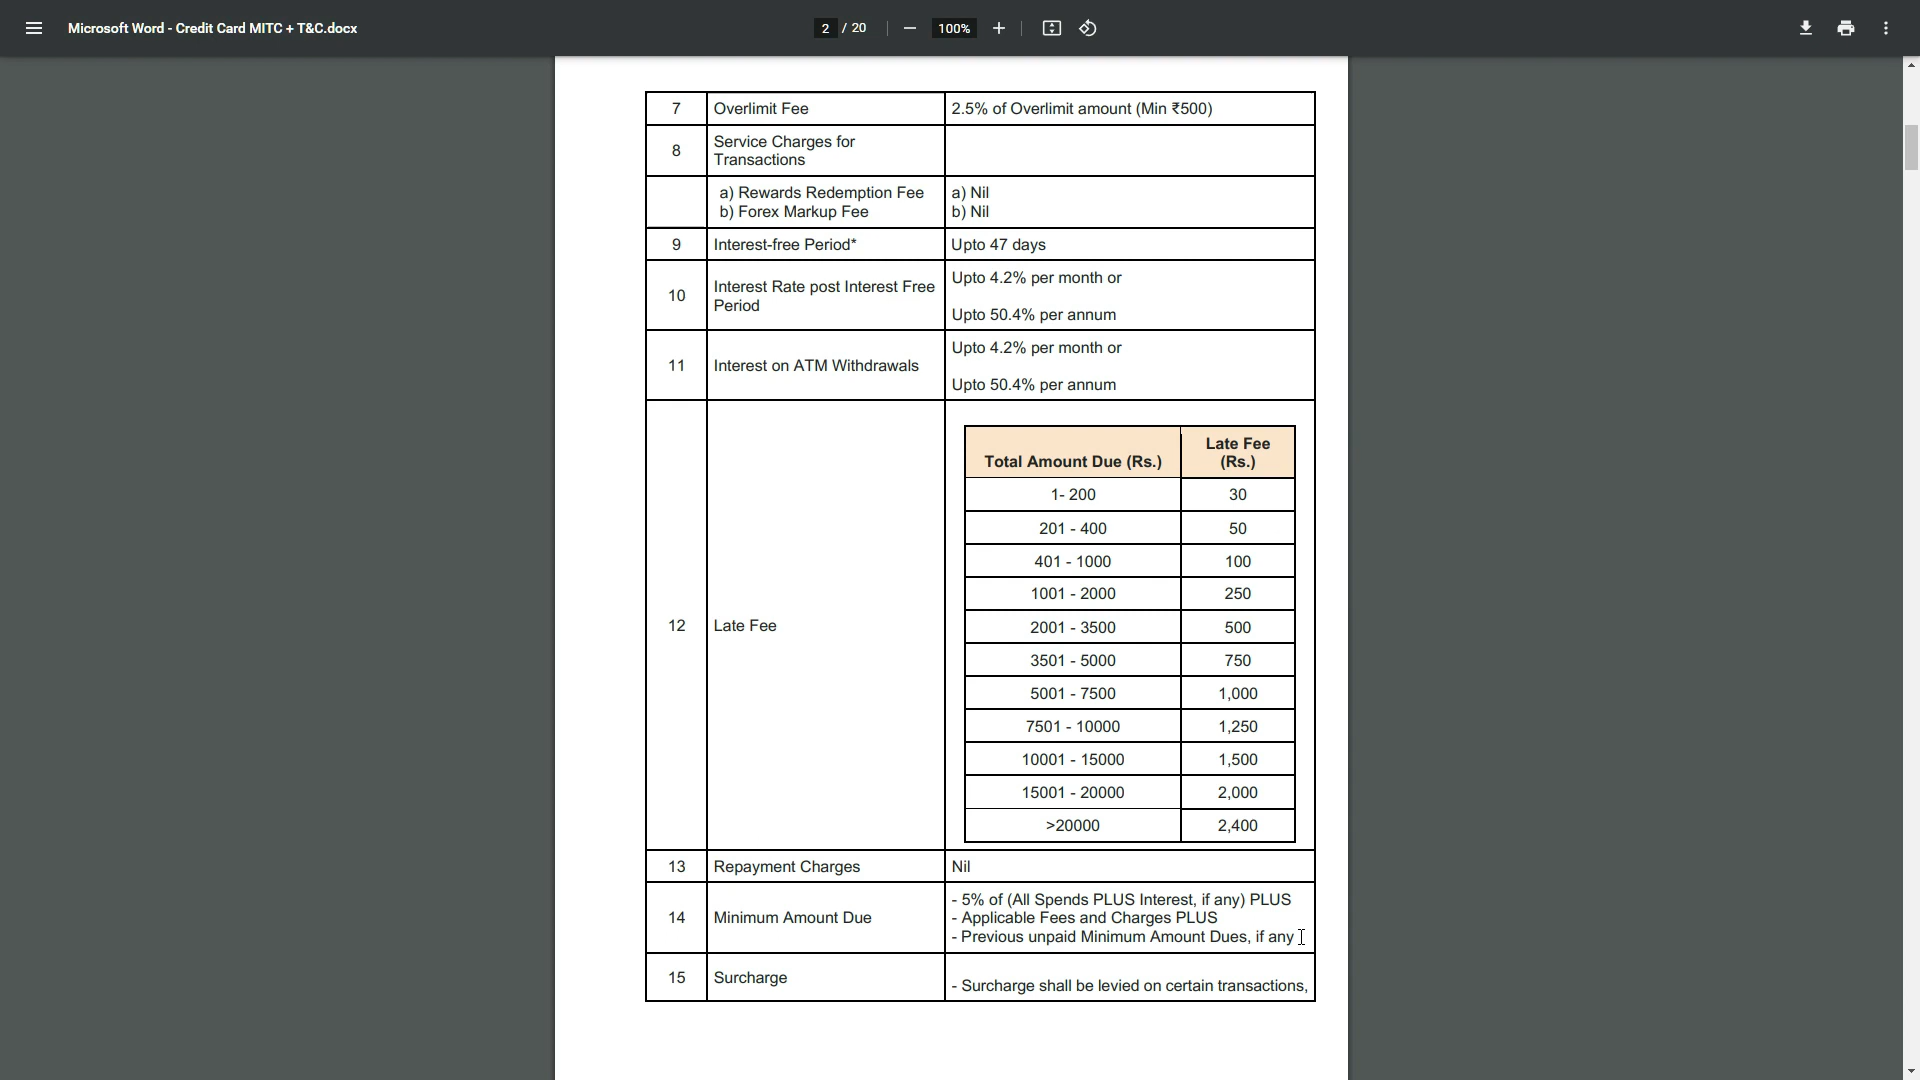 Microsoft Word - Credit Card MITC + T&C.docx
2 / 20
100%
7 Overlimit Fee 2.5% of Overlimit amount (Min ₹500)
8 Service Charges for
Transactions
a) Rewards Redemption Fee a) Nil
b) Forex Markup Fee b) Nil
9 Interest-free Period* Upto 47 days
10 Interest Rate post Interest Free
Period
Upto 4.2% per month or
Upto 50.4% per annum
11 Interest on ATM Withdrawals
Upto 4.2% per month or
Upto 50.4% per annum
12 Late Fee
Total Amount Due (Rs.) Late Fee
(Rs.)
1- 200 30
201 - 400 50
401 - 1000 100
1001 - 2000 250
2001 - 3500 500
3501 - 5000 750
5001 - 7500 1,000
7501 - 10000 1,250
10001 - 15000 1,500
15001 - 20000 2,000
>20000 2,400
13 Repayment Charges Nil
14 Minimum Amount Due
- 5% of (All Spends PLUS Interest, if any) PLUS
- Applicable Fees and Charges PLUS
- Previous unpaid Minimum Amount Dues, if any
15 Surcharge
- Surcharge shall be levied on certain transactions,